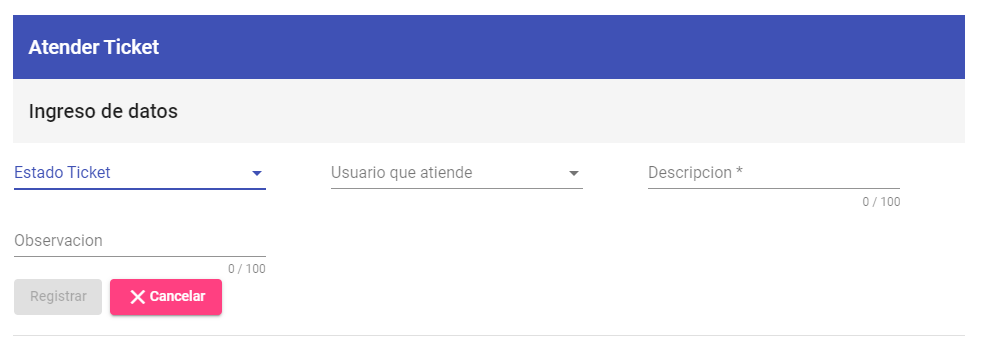 Atender Ticket
Ingreso de datos
Estado Ticket Usuario que atiende Descripcion *
0 / 100
Observacion
0 / 100
Registrar Cancelar